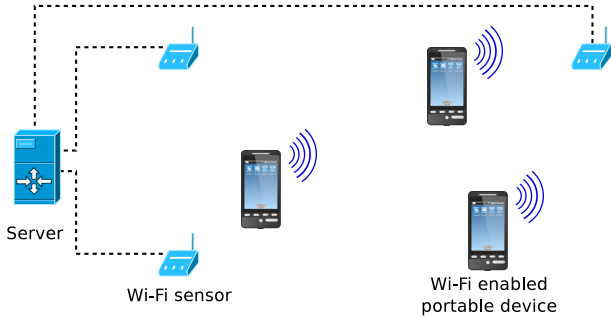 Server
Wi-Fi sensor
Wi-Fi enabled
portable device